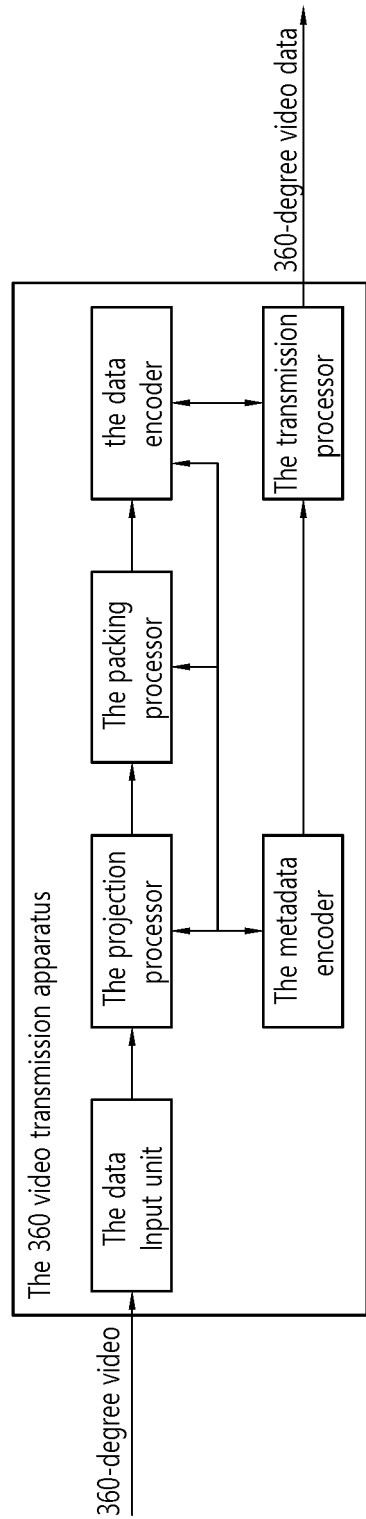 The 360 video transmission apparatus
360-degree video
The data
Input unit
The projection
processor
The packing
processor
the data
encoder
The metadata
encoder
The transmission
processor
360-degree video data